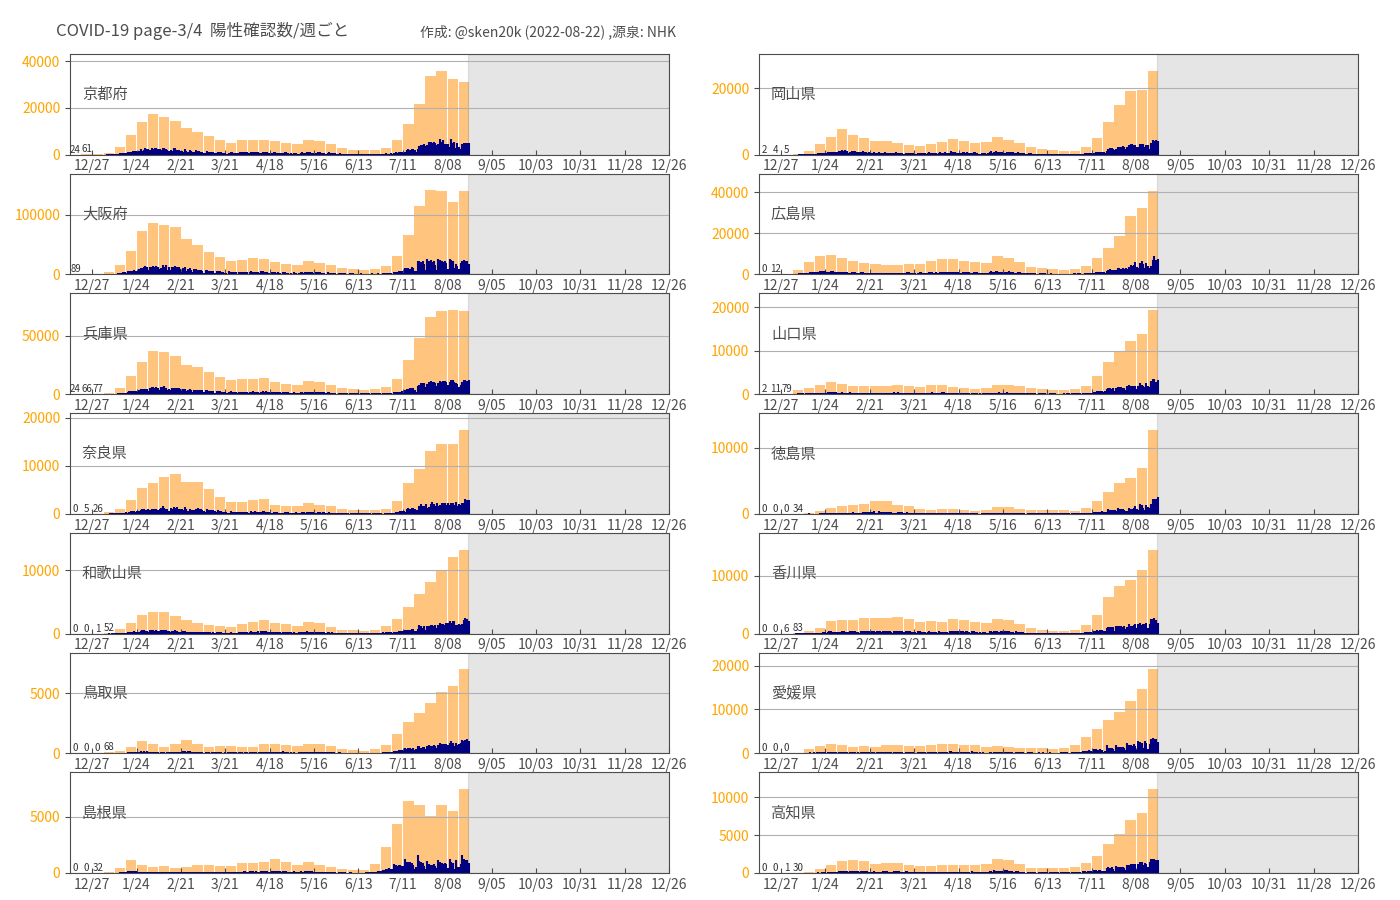 COVID-19 page-3/4 陽性確認数/週ごと
作成: @sken20k (2022-08-22) ,源泉: NHK
40000
20000
0
京都府
24 61
12/27 1/24 2/21 3/21 4/18 5/16 6/13 7/11 8/08 9/05 10/03 10/31 11/28 12/26
20000
0
岡山県
2 4 5
12/27 1/24 2/21 3/21 4/18 5/16 6/13 7/11 8/08 9/05 10/03 10/31 11/28 12/26
100000
0
大阪府
89
12/27 1/24 2/21 3/21 4/18 5/16 6/13 7/11 8/08 9/05 10/03 10/31 11/28 12/26
40000
20000
0
広島県
0 12
12/27 1/24 2/21 3/21 4/18 5/16 6/13 7/11 8/08 9/05 10/03 10/31 11/28 12/26
50000
0
兵庫県
24 66 77
12/27 1/24 2/21 3/21 4/18 5/16 6/13 7/11 8/08 9/05 10/03 10/31 11/28 12/26
20000
10000
0
山口県
2 11 79
12/27 1/24 2/21 3/21 4/18 5/16 6/13 7/11 8/08 9/05 10/03 10/31 11/28 12/26
20000
10000
0
奈良県
0 5 26
12/27 1/24 2/21 3/21 4/18 5/16 6/13 7/11 8/08 9/05 10/03 10/31 11/28 12/26
10000
0
徳島県
0 0 0 34
12/27 1/24 2/21 3/21 4/18 5/16 6/13 7/11 8/08 9/05 10/03 10/31 11/28 12/26
10000
0
和歌山県
0 0 1 52
12/27 1/24 2/21 3/21 4/18 5/16 6/13 7/11 8/08 9/05 10/03 10/31 11/28 12/26
10000
0
香川県
0 0 6 83
12/27 1/24 2/21 3/21 4/18 5/16 6/13 7/11 8/08 9/05 10/03 10/31 11/28 12/26
5000
0
鳥取県
0 0 0 68
12/27 1/24 2/21 3/21 4/18 5/16 6/13 7/11 8/08 9/05 10/03 10/31 11/28 12/26
20000
10000
0
愛媛県
0 0 0
12/27 1/24 2/21 3/21 4/18 5/16 6/13 7/11 8/08 9/05 10/03 10/31 11/28 12/26
5000
0
島根県
0 0 32
12/27 1/24 2/21 3/21 4/18 5/16 6/13 7/11 8/08 9/05 10/03 10/31 11/28 12/26
10000
5000
0
高知県
0 0 1 30
12/27 1/24 2/21 3/21 4/18 5/16 6/13 7/11 8/08 9/05 10/03 10/31 11/28 12/26